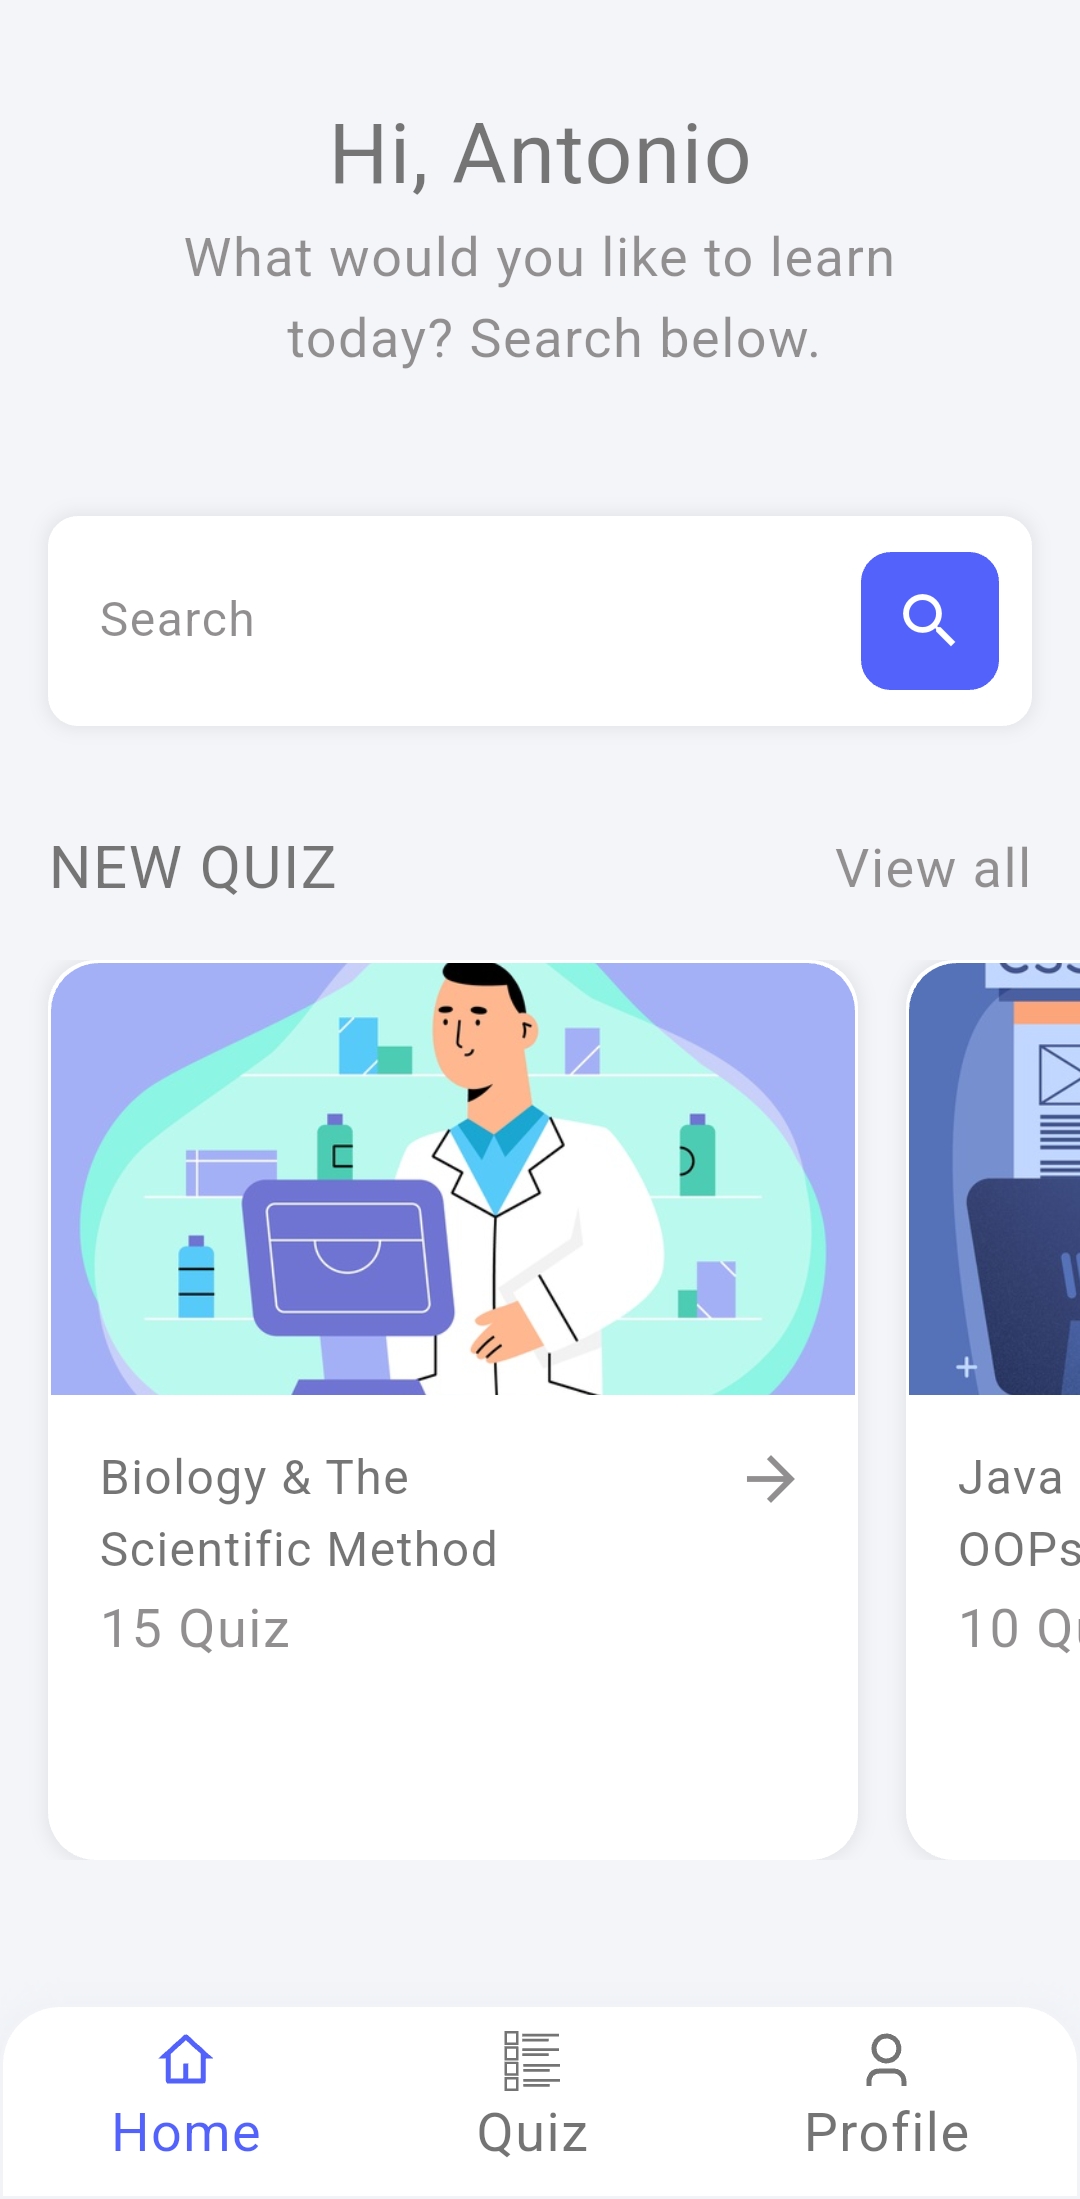 Hi, Antonio
What would you like to learn
today? Search below.
Search
NEW QUIZ
View all
Biology & The
Scientific Method
15 Quiz
Java
OOPs
10
Home
Quiz
Profile